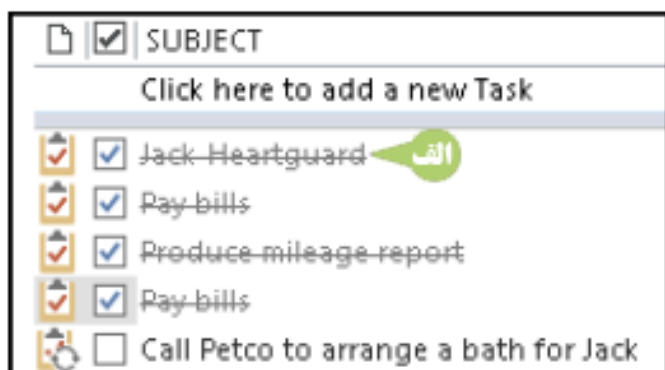 SUBJECT
Click here to add a new Task
Jack Heartguard الف
Pay bills
Produce mileage report
Pay bills
Call Petco to arrange a bath for Jack